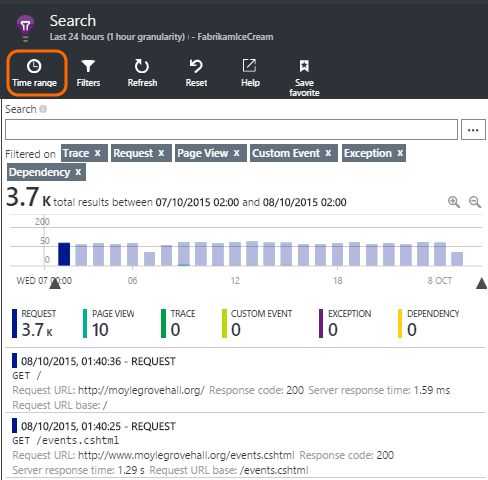 Search
Last 24 hours (1 hour granularity) - FabrikamIceCream
Time range Filters Refresh Reset Help Save favorite
Search
...
Filtered on Trace x Request x Page View x Custom Event x Exception x
Dependency x
3.7 K total results between 07/10/2015 02:00 and 08/10/2015 02:00
200
50
0
WED 07 00:00 06 12 18 8 OCT
REQUEST PAGE VIEW TRACE CUSTOM EVENT EXCEPTION DEPENDENCY
3.7 K 10 0 0 0 0
08/10/2015, 01:40:36 - REQUEST
GET /
Request URL: http://moylegrovehall.org/ Response code: 200 Server response time: 1.59 ms
Request URL base: /
08/10/2015, 01:40:25 - REQUEST
GET /events.cshtml
Request URL: http://www.moylegrovehall.org/events.cshtml Response code: 200
Server response time: 1.29 s Request URL base: /events.cshtml